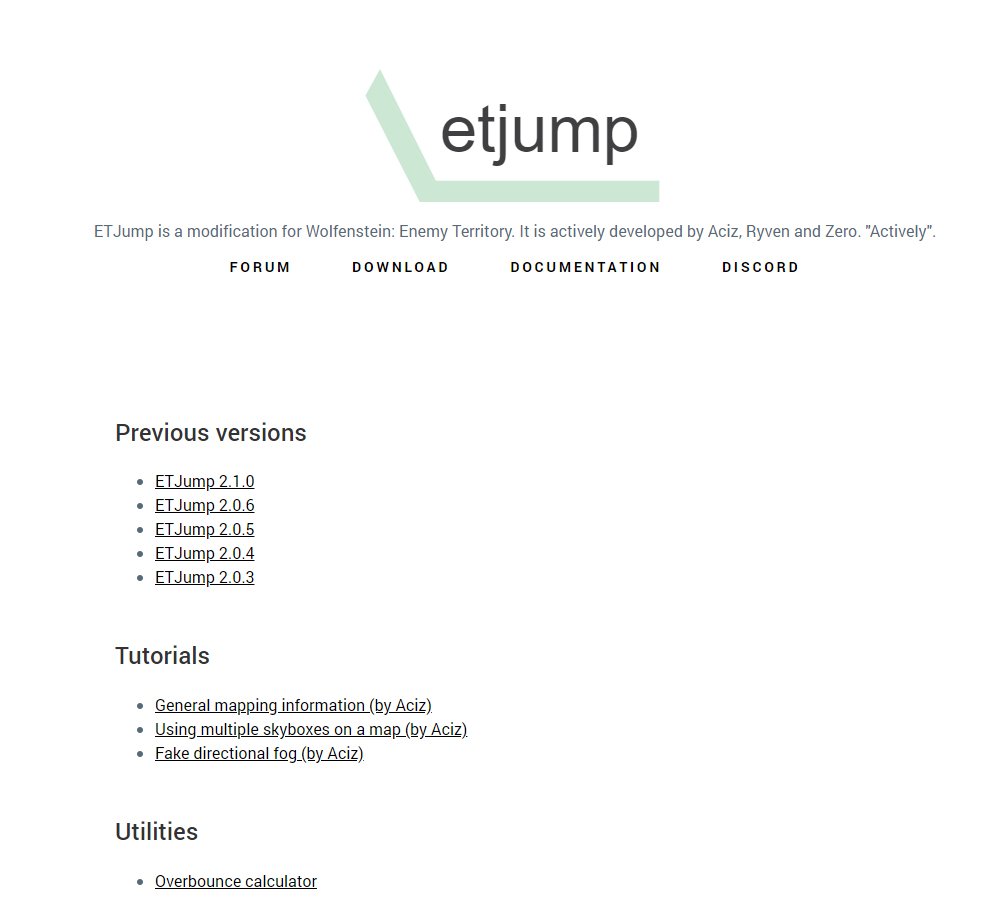 etjump
ETJump is a modification for Wolfenstein: Enemy Territory. It is actively developed by Aciz, Ryven and Zero. "Actively".
FORUM DOWNLOAD DOCUMENTATION DISCORD
Previous versions
ETJump 2.1.0
ETJump 2.0.6
ETJump 2.0.5
ETJump 2.0.4
ETJump 2.0.3
Tutorials
General mapping information (by Aciz)
Using multiple skyboxes on a map (by Aciz)
Fake directional fog (by Aciz)
Utilities
Overbounce calculator